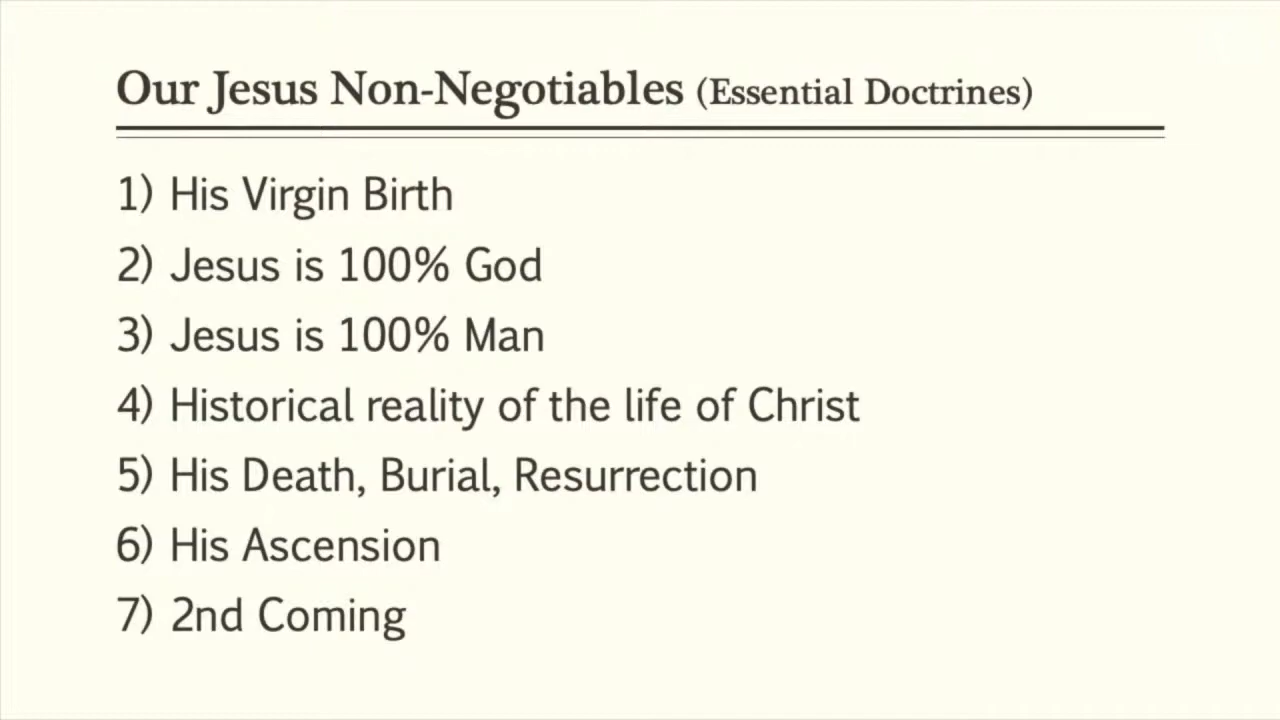 Our Jesus Non-Negotiables (Essential Doctrines)
1) His Virgin Birth
2) Jesus is 100% God
3) Jesus is 100% Man
4) Historical reality of the life of Christ
5) His Death, Burial, Resurrection
6) His Ascension
7) 2nd Coming